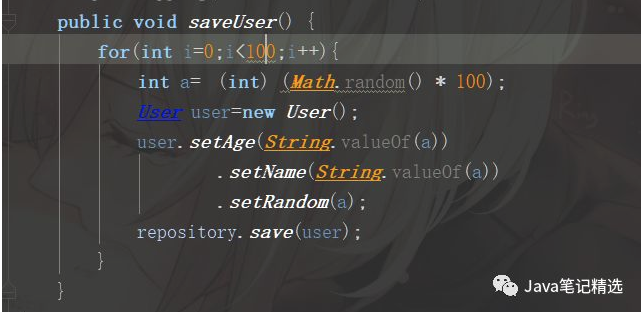 public void saveUser() {
for(int i=0;i<100;i++){
int a= (int) (Math.random() * 100);
User user=new User();
user.setAge(String.valueOf(a))
.setName(String.valueOf(a))
.setRandom(a);
repository.save(user);
}
}
Java笔记精选